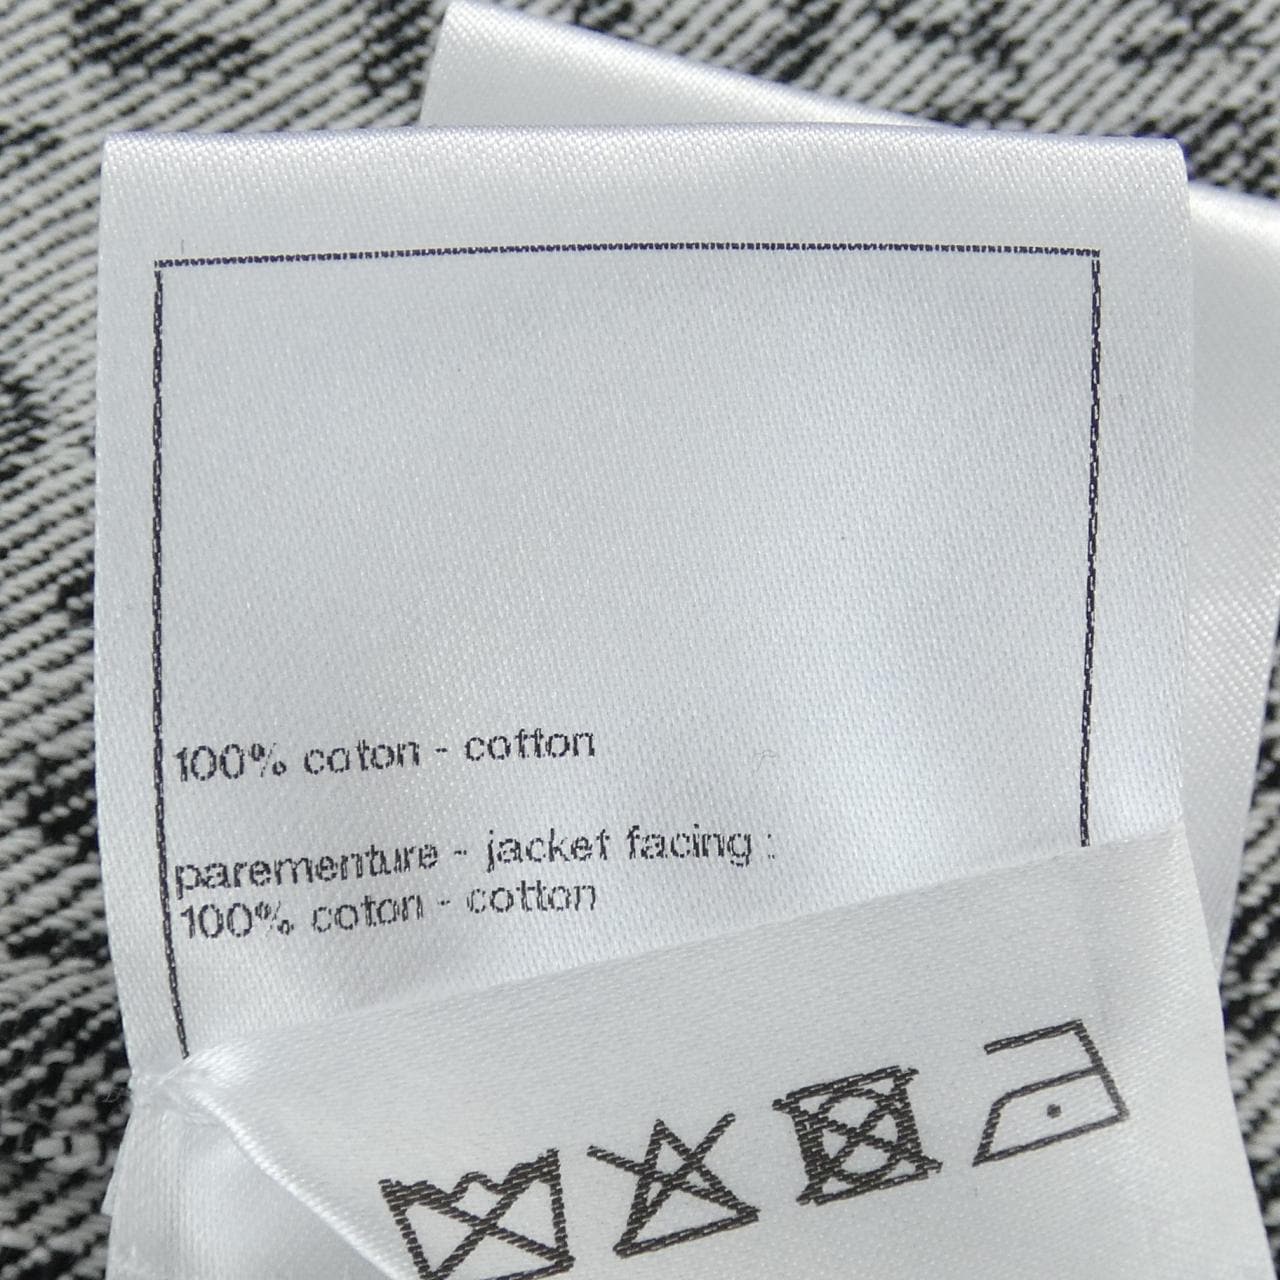 100% coton - cotton
parementure - jacket facing :
100% coton - cotton